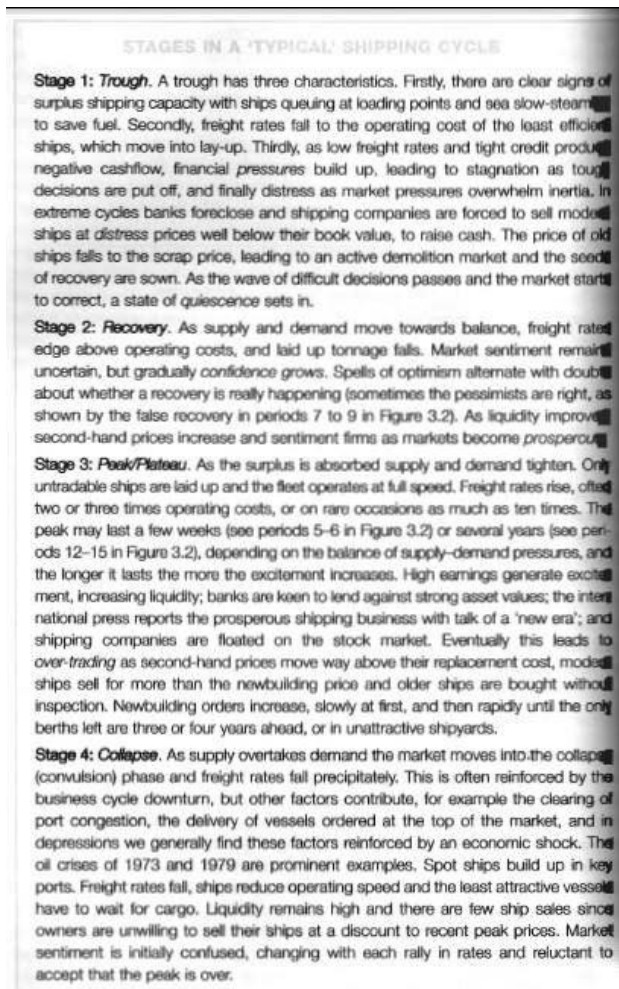 STAGES IN A 'TYPICAL' SHIPPING CYCLE
Stage 1: Trough. A trough has three characteristics. Firstly, there are clear signs of
surplus shipping capacity with ships queuing at loading points and sea slow-steam
to save fuel. Secondly, freight rates fall to the operating cost of the least efficien
ships, which move into lay-up. Thirdly, as low freight rates and tight credit produ
negative cashflow, financial pressures build up, leading to stagnation as toug
decisions are put off, and finally distress as market pressures overwhelm inertia. In
extreme cycles banks foreclose and shipping companies are forced to sell mode
ships at distress prices well below their book value, to raise cash. The price of old
ships falls to the scrap price, leading to an active demolition market and the seed
of recovery are sown. As the wave of difficult decisions passes and the market start
to correct, a state of quiescence sets in.
Stage 2: Recovery. As supply and demand move towards balance, freight rate
edge above operating costs, and laid up tonnage falls. Market sentiment remain
uncertain, but gradually confidence grows. Spells of optimism alternate with doub
about whether a recovery is really happening (sometimes the pessimists are right, as
shown by the false recovery in periods 7 to 9 in Figure 3.2). As liquidity improve
second-hand prices increase and sentiment firms as markets become prosperou
Stage 3: Peak/Plateau. As the surplus is absorbed supply and demand tighten. Only
untradable ships are laid up and the fleet operates at full speed. Freight rates rise, often
two or three times operating costs, or on rare occasions as much as ten times. The
peak may last a few weeks (see periods 5–6 in Figure 3.2) or several years (see peri-
ods 12–15 in Figure 3.2), depending on the balance of supply–demand pressures, and
the longer it lasts the more the excitement increases. High earnings generate excite
ment, increasing liquidity; banks are keen to lend against strong asset values; the inter
national press reports the prosperous shipping business with talk of a 'new era'; and
shipping companies are floated on the stock market. Eventually this leads to
over-trading as second-hand prices move way above their replacement cost, mode
ships sell for more than the newbuilding price and older ships are bought withou
inspection. Newbuilding orders increase, slowly at first, and then rapidly until the only
berths left are three or four years ahead, or in unattractive shipyards.
Stage 4: Collapse. As supply overtakes demand the market moves into the collaps
(convulsion) phase and freight rates fall precipitately. This is often reinforced by the
business cycle downturn, but other factors contribute, for example the clearing of
port congestion, the delivery of vessels ordered at the top of the market, and in
depressions we generally find these factors reinforced by an economic shock. The
oil crises of 1973 and 1979 are prominent examples. Spot ships build up in key
ports. Freight rates fall, ships reduce operating speed and the least attractive vessels
have to wait for cargo. Liquidity remains high and there are few ship sales since
owners are unwilling to sell their ships at a discount to recent peak prices. Market
sentiment is initially confused, changing with each rally in rates and reluctant to
accept that the peak is over.